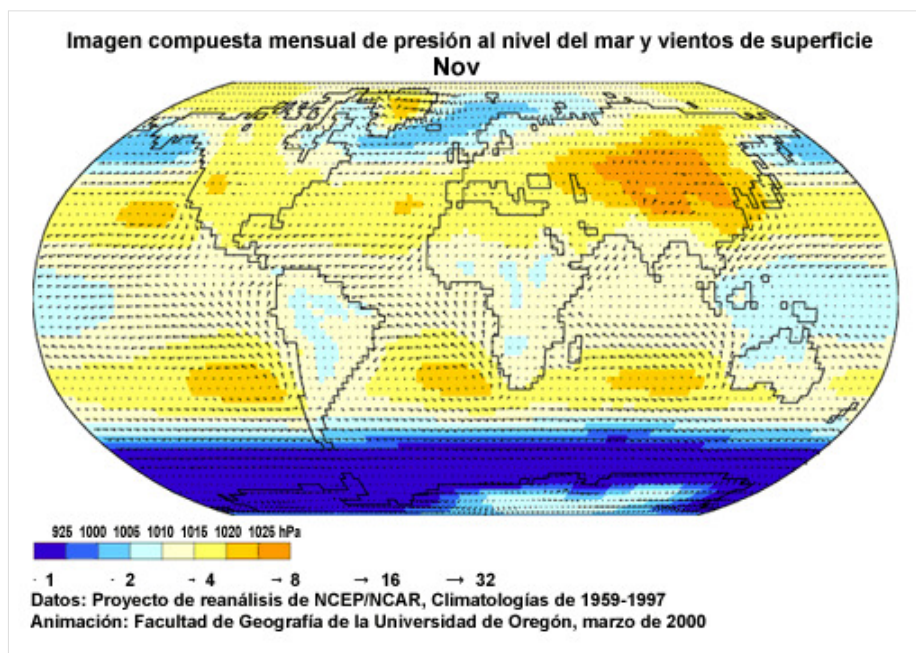 Imagen compuesta mensual de presión al nivel del mar y vientos de superficie
Nov
925 1000 1005 1010 1015 1020 1025 hPa
1 2 4 8 16 32
Datos: Proyecto de reanálisis de NCEP/NCAR, Climatologías de 1959-1997
Animación: Facultad de Geografía de la Universidad de Oregón, marzo de 2000